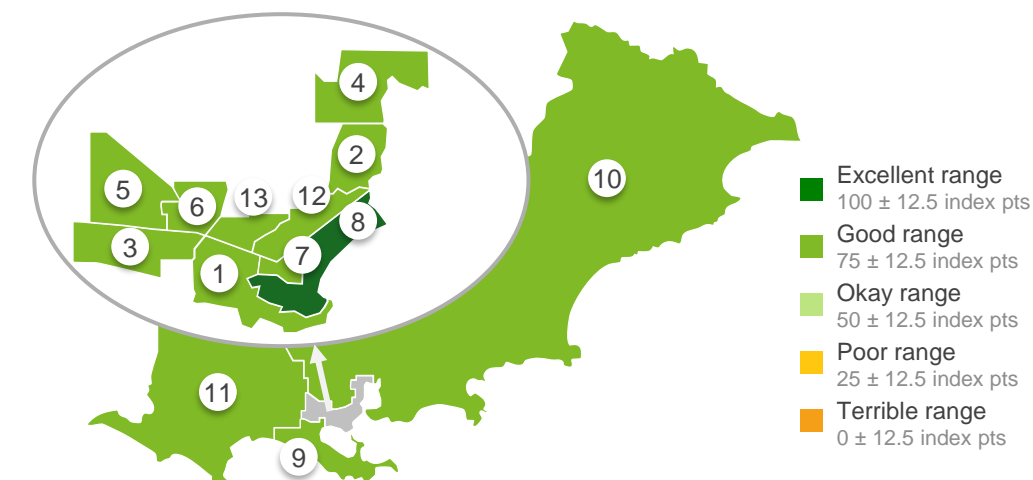 4
2
5
6
13
12
8
3
1
7
10
11
9
Excellent range
100 ± 12.5 index pts
Good range
75 ± 12.5 index pts
Okay range
50 ± 12.5 index pts
Poor range
25 ± 12.5 index pts
Terrible range
0 ± 12.5 index pts